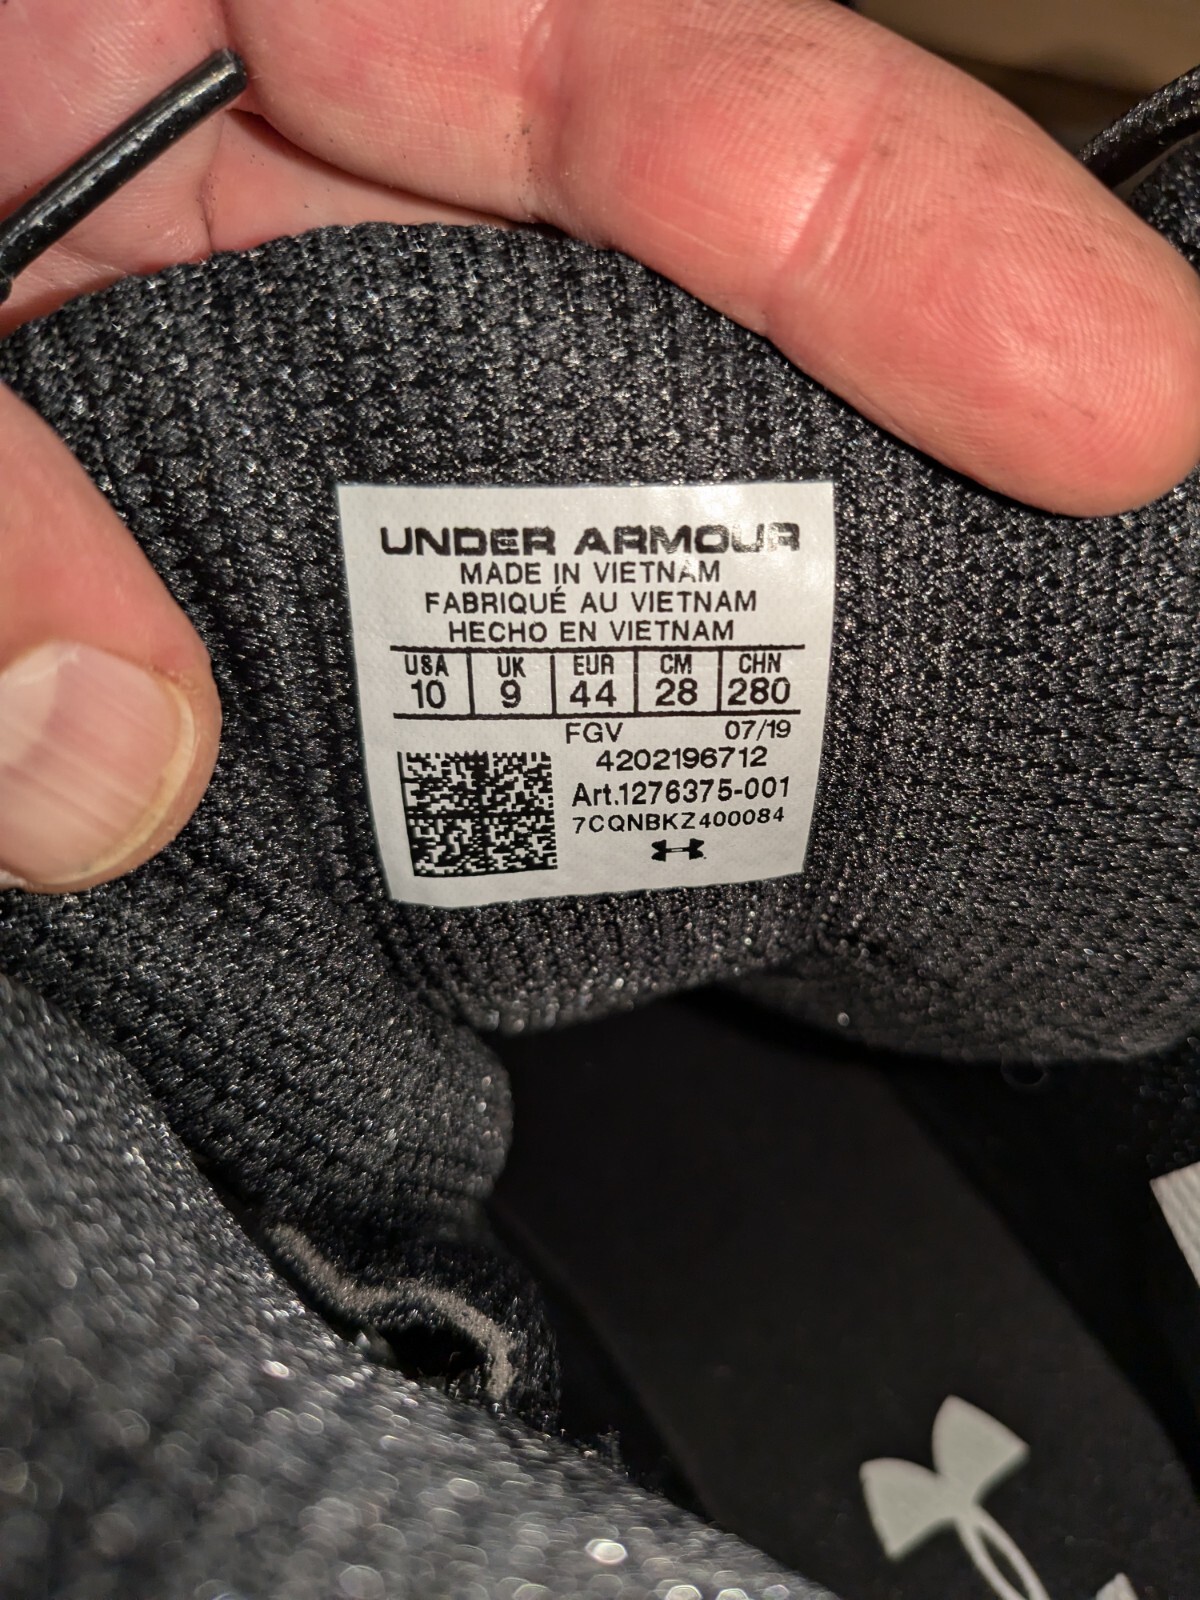 UNDER ARMOUR
MADE IN VIETNAM
FABRIQUÉ AU VIETNAM
HECHO EN VIETNAM
USA UK EUR CM CHN
10 9 44 28 280
FGV 07/19
4202196712
Art.1276375-001
7CQNBKZ400084